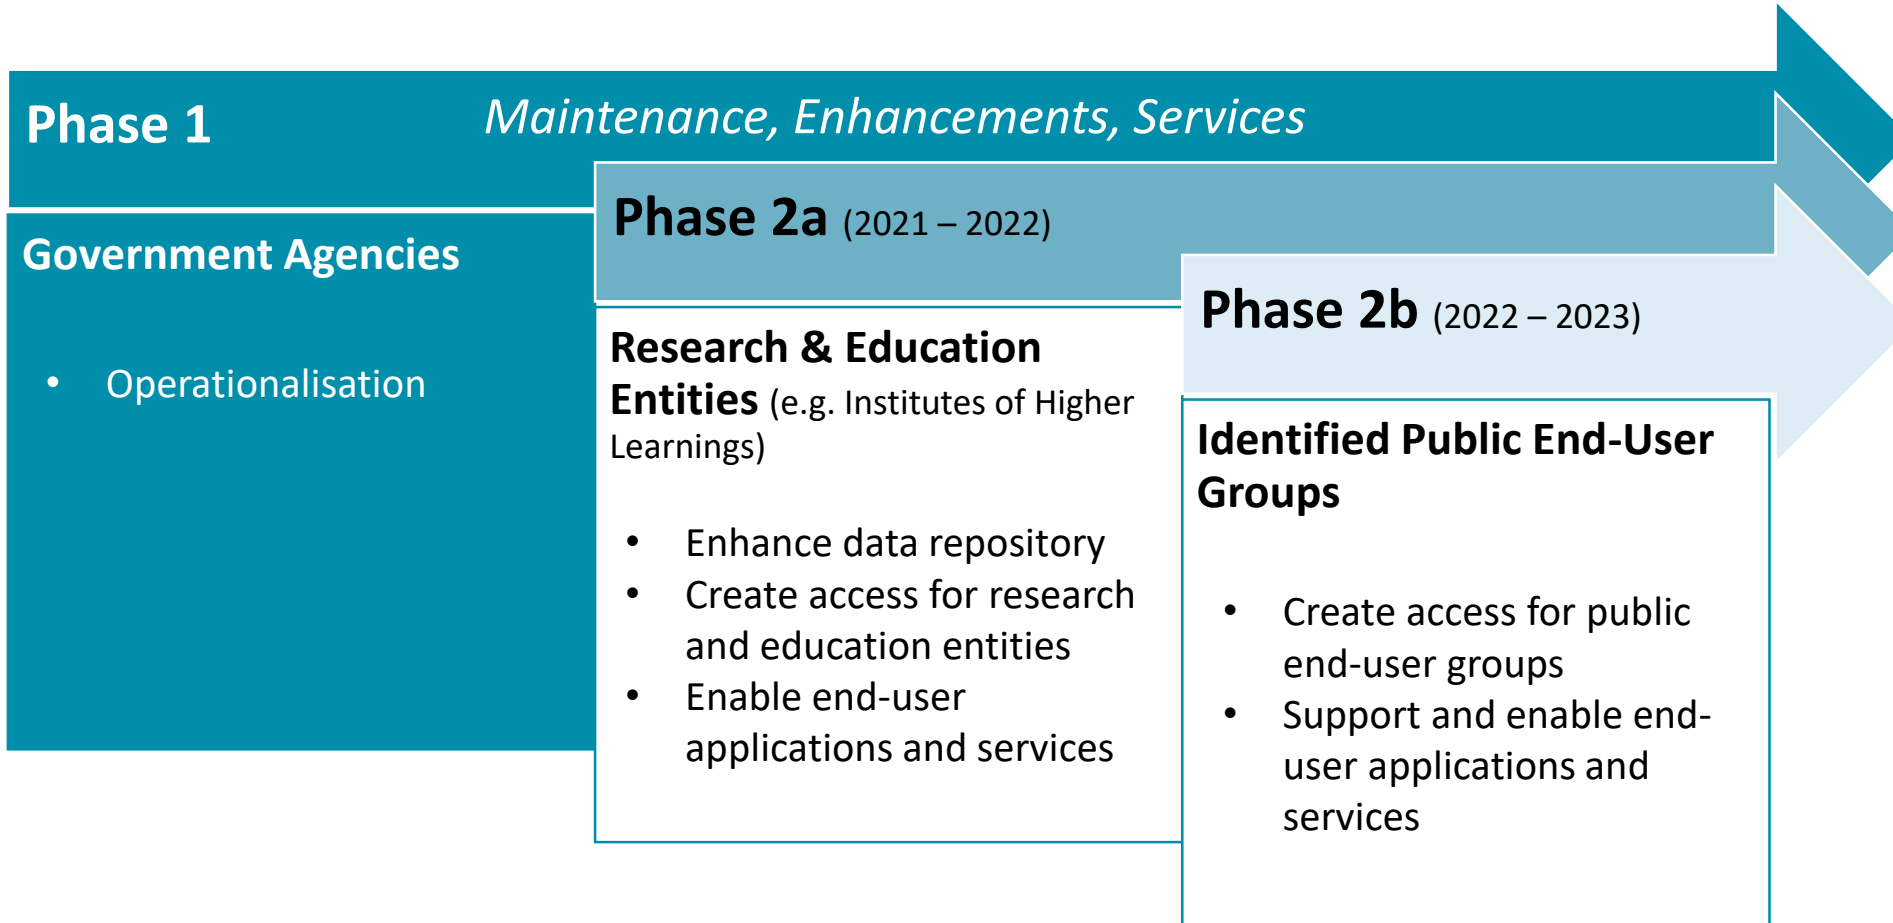 Phase 1
Maintenance, Enhancements, Services
Government Agencies
• Operationalisation
Phase 2a (2021 – 2022)
Research & Education
Entities (e.g. Institutes of Higher
Learnings)
• Enhance data repository
• Create access for research
and education entities
• Enable end-user
applications and services
Phase 2b (2022 – 2023)
Identified Public End-User
Groups
• Create access for public
end-user groups
• Support and enable end-
user applications and
services